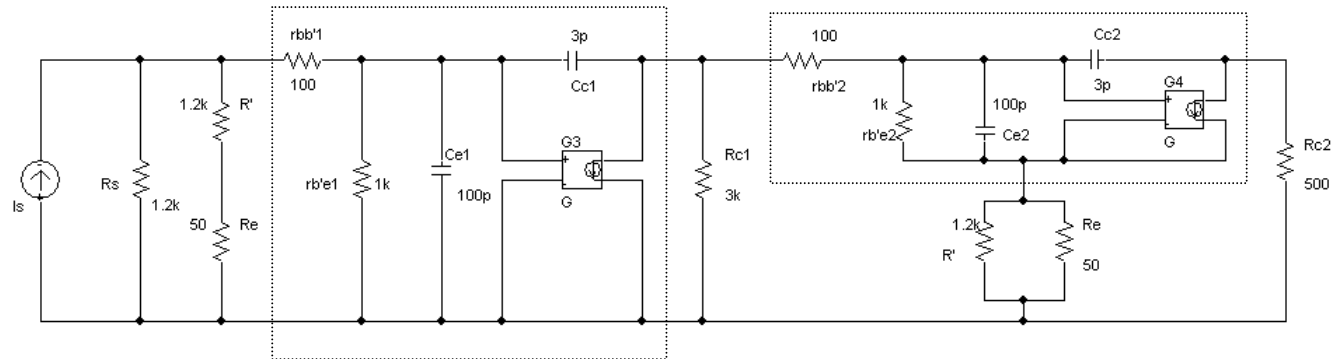 rbb'1
100
1.2k
R'
50
Re
Rs
1.2k
Is
rb'e1
1k
Ce1
100p
3p
Cc1
G3
G
Rc1
3k
100
rbb'2
1k
rb'e2
100p
Ce2
Cc2
3p
G4
G
1.2k
R'
Re
50
Rc2
500